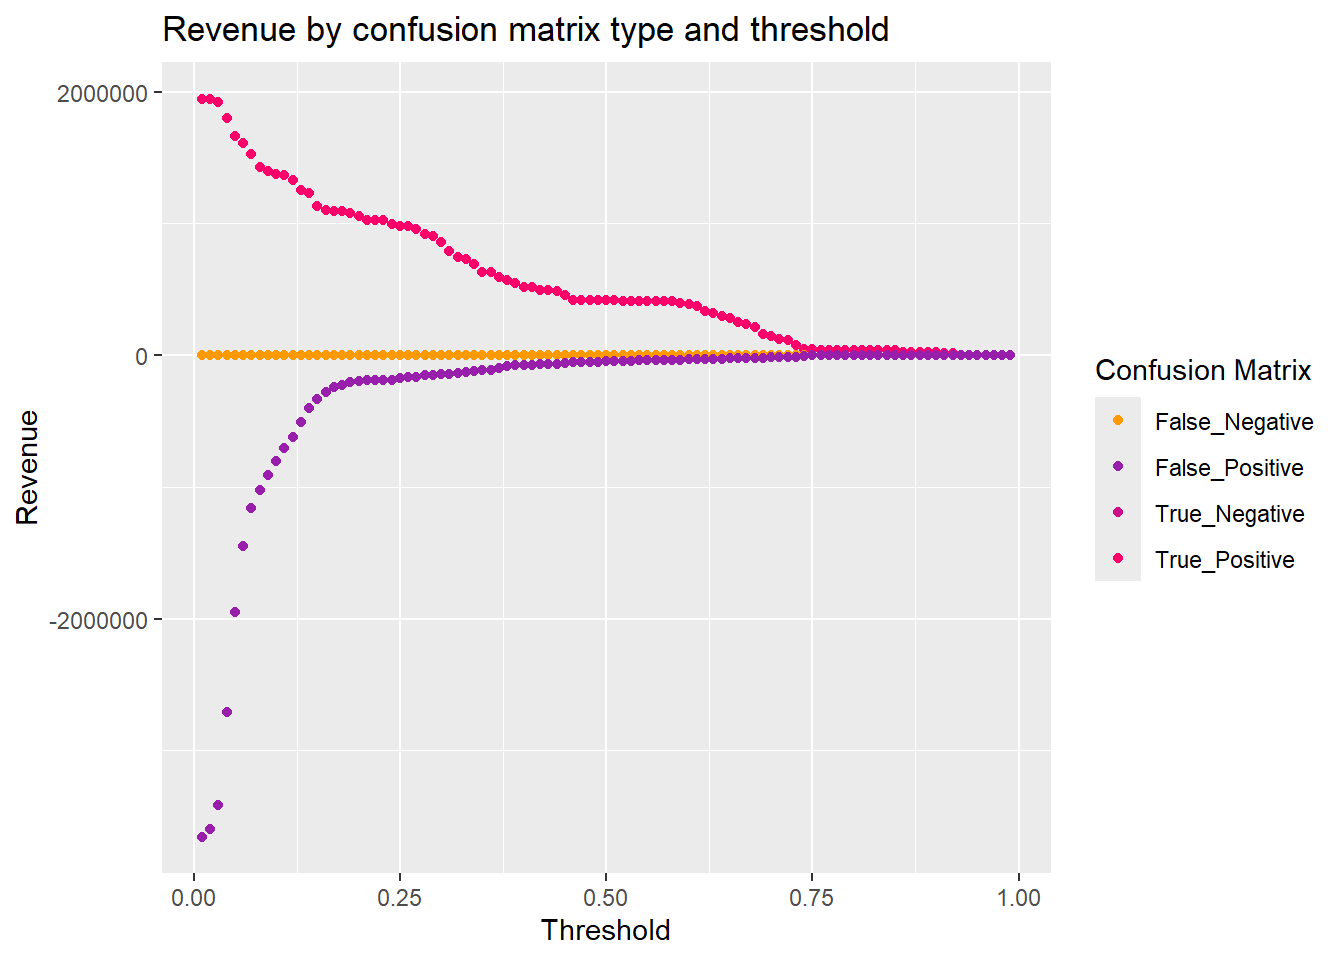 Revenue by confusion matrix type and threshold
2000000
0
-2000000
Revenue
0.00 0.25 0.50 0.75 1.00
Threshold
Confusion Matrix
False_Negative
False_Positive
True_Negative
True_Positive